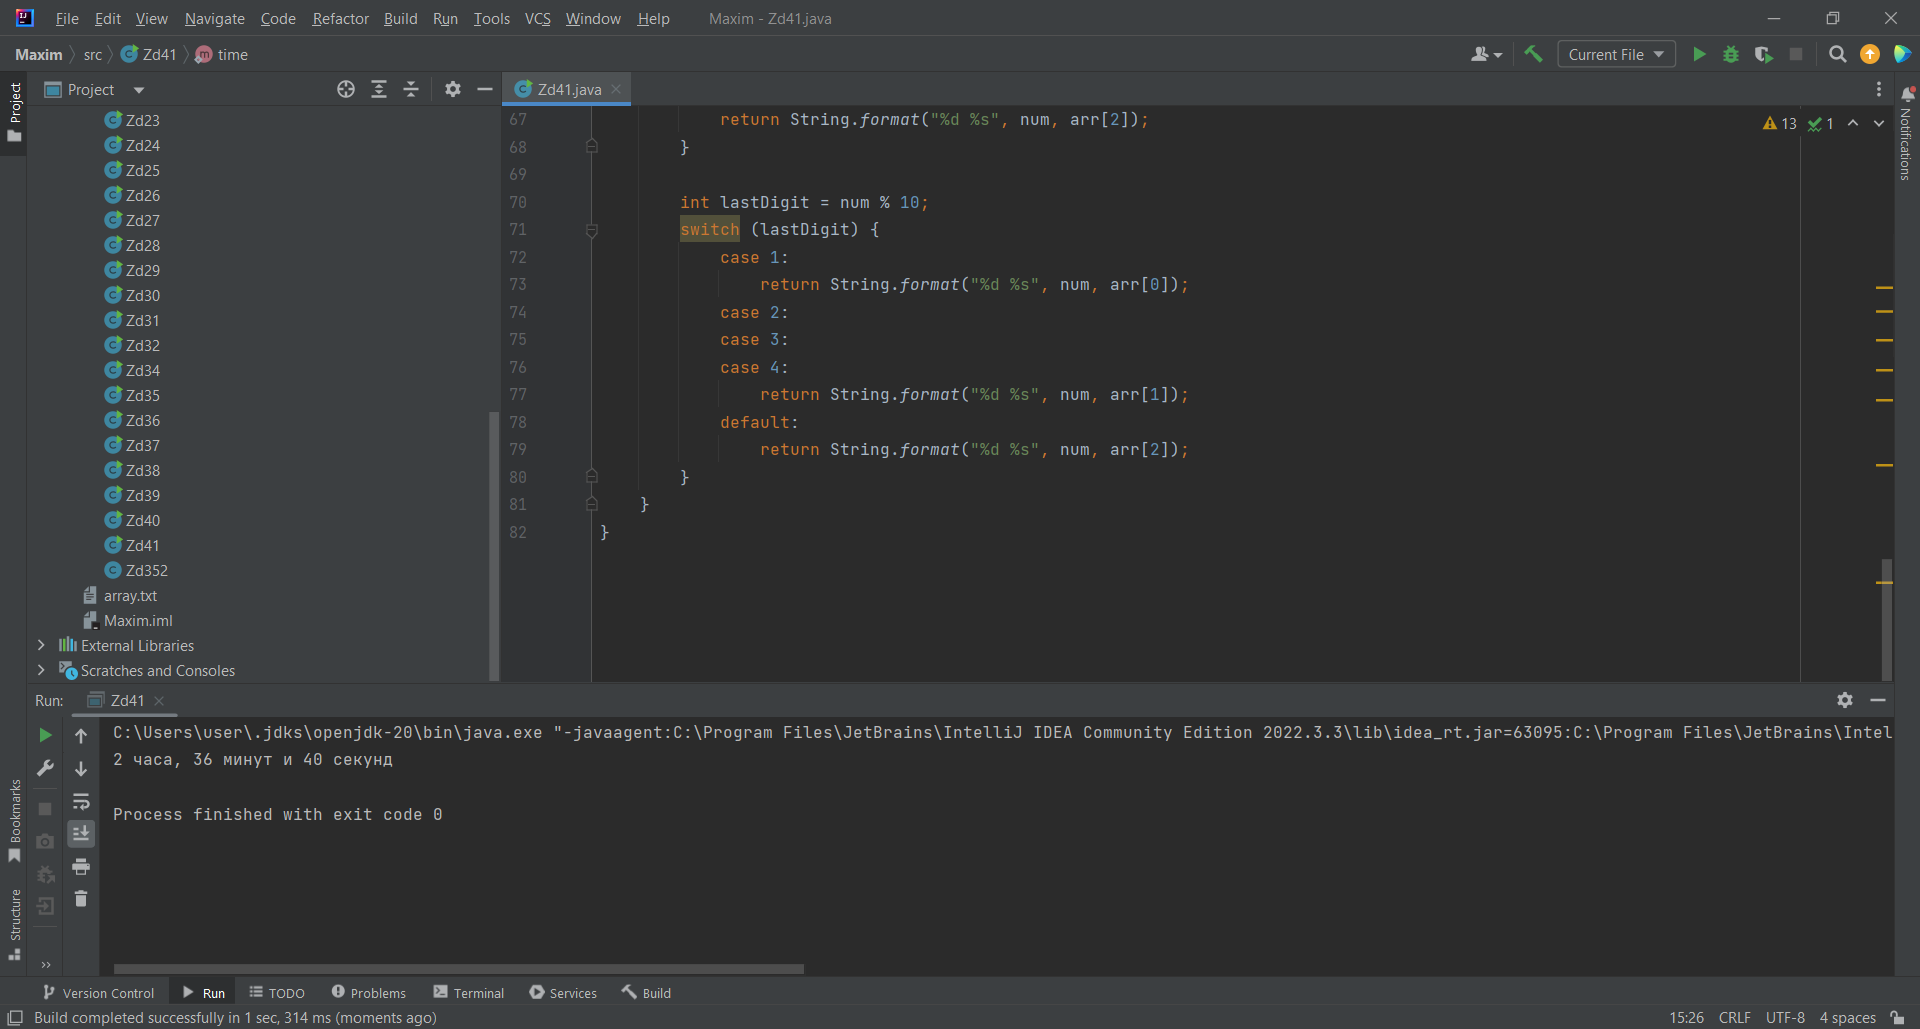 File Edit View Navigate Code Refactor Build Run Tools VCS Window Help Maxim - Zd41.java
Maxim src Zd41 time Current File
Project
Zd41.java
Project
Notifications
Zd23
Zd24
Zd25
Zd26
Zd27
Zd28
Zd29
Zd30
Zd31
Zd32
Zd34
Zd35
Zd36
Zd37
Zd38
Zd39
Zd40
Zd41
Zd352
array.txt
Maxim.iml
External Libraries
Scratches and Consoles
13 1
67 return String.format("%d %s", num, arr[2]);
68 }
69
70 int lastDigit = num % 10;
71 switch (lastDigit) {
72 case 1:
73 return String.format("%d %s", num, arr[0]);
74 case 2:
75 case 3:
76 case 4:
77 return String.format("%d %s", num, arr[1]);
78 default:
79 return String.format("%d %s", num, arr[2]);
80 }
81 }
82 }
Run: Zd41
C:\Users\user\.jdks\openjdk-20\bin\java.exe "-javaagent:C:\Program Files\JetBrains\IntelliJ IDEA Community Edition 2022.3.3\lib\idea_rt.jar=63095:C:\Program Files\JetBrains\Intel
2 часа, 36 минут и 40 секунд
Process finished with exit code 0
Bookmarks
Structure
Version Control Run TODO Problems Terminal Services Build
Build completed successfully in 1 sec, 314 ms (moments ago) 15:26 CRLF UTF-8 4 spaces